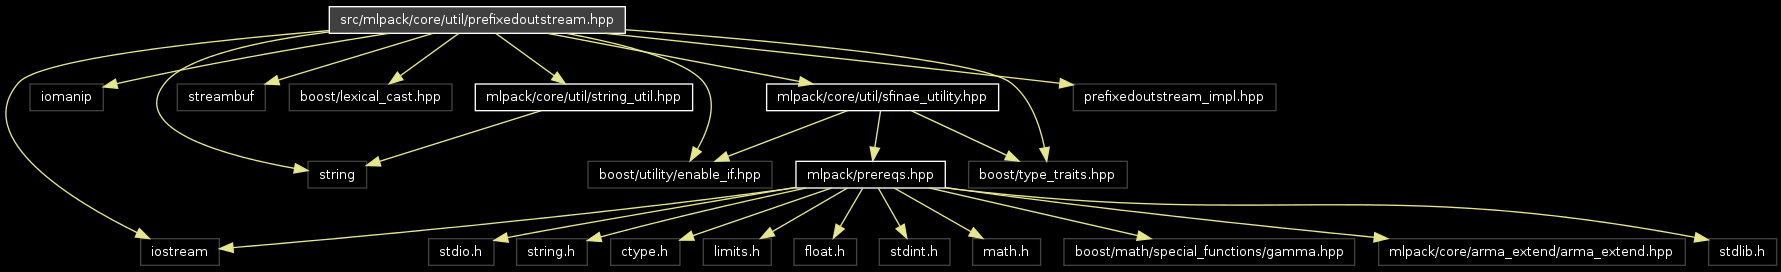 src/mlpack/core/util/prefixedoutstream.hpp
iomanip
streambuf
boost/lexical_cast.hpp
mlpack/core/util/string_util.hpp
mlpack/core/util/sfinae_utility.hpp
prefixedoutstream_impl.hpp
string
boost/utility/enable_if.hpp
mlpack/prereqs.hpp
boost/type_traits.hpp
iostream
stdio.h
string.h
ctype.h
limits.h
float.h
stdint.h
math.h
boost/math/special_functions/gamma.hpp
mlpack/core/arma_extend/arma_extend.hpp
stdlib.h